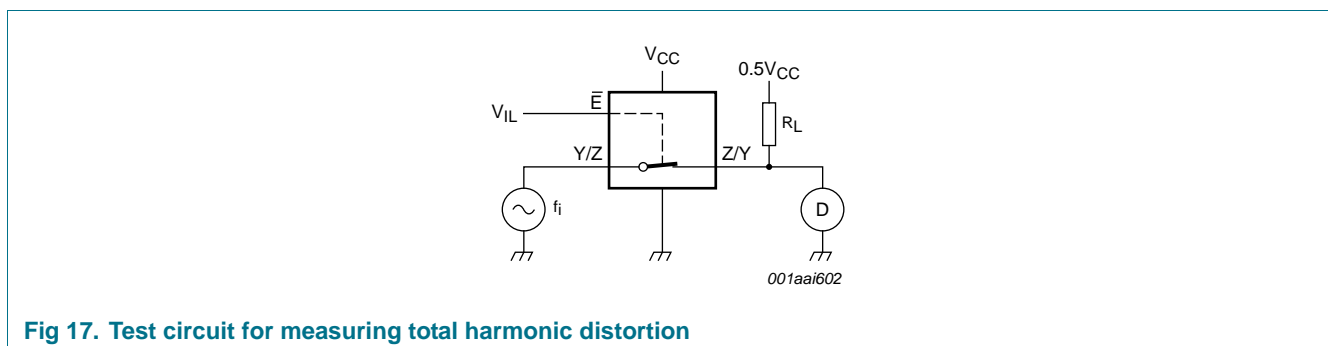 V_CC
0.5V_CC
E̅
V_IL
R_L
Y/Z
Z/Y
f_i
D
001aai602
Fig 17. Test circuit for measuring total harmonic distortion